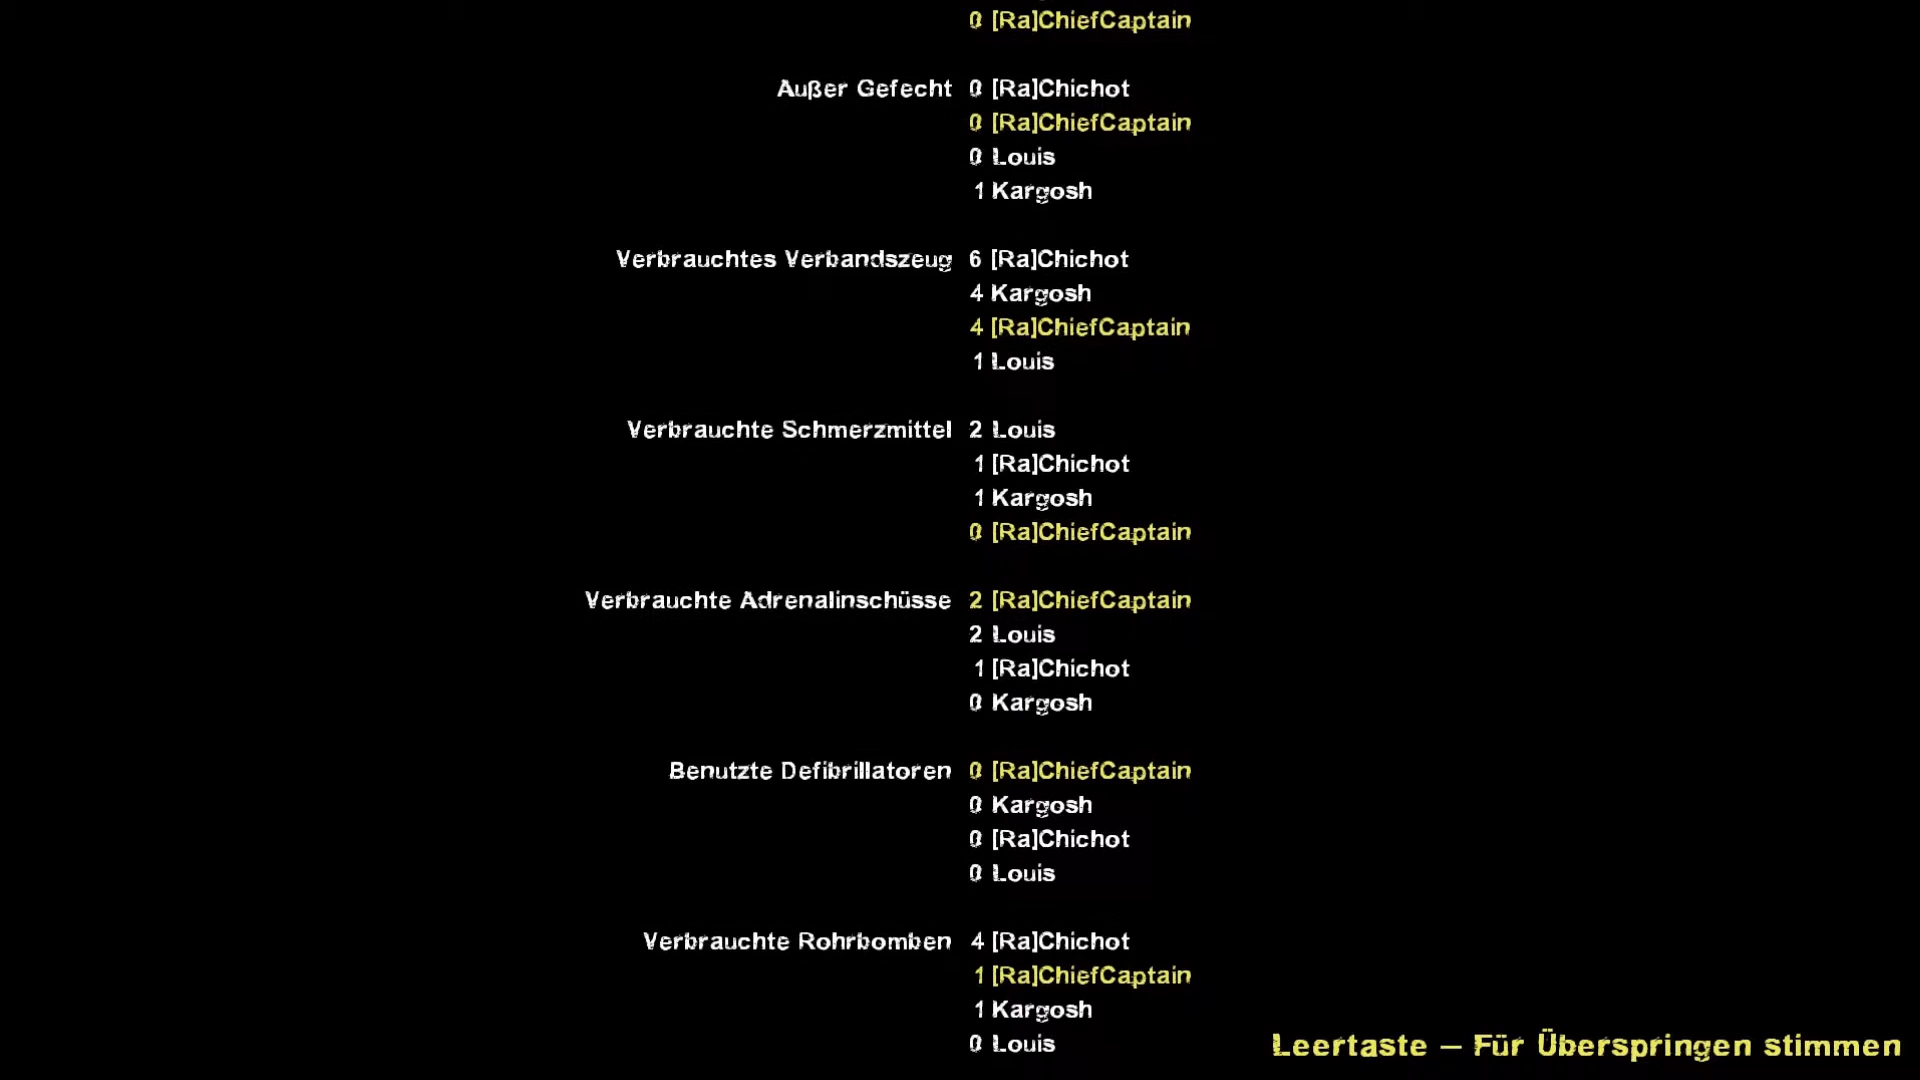 0 [Ra]ChiefCaptain
Außer Gefecht 0 [Ra]Chichot
0 [Ra]ChiefCaptain
0 Louis
1 Kargosh
Verbrauchtes Verbandszeug 6 [Ra]Chichot
4 Kargosh
4 [Ra]ChiefCaptain
1 Louis
Verbrauchte Schmerzmittel 2 Louis
1 [Ra]Chichot
1 Kargosh
0 [Ra]ChiefCaptain
Verbrauchte Adrenalinschüsse 2 [Ra]ChiefCaptain
2 Louis
1 [Ra]Chichot
0 Kargosh
Benutzte Defibrillatoren 0 [Ra]ChiefCaptain
0 Kargosh
0 [Ra]Chichot
0 Louis
Verbrauchte Rohrbomben 4 [Ra]Chichot
1 [Ra]ChiefCaptain
1 Kargosh
0 Louis
Leertaste – Für Überspringen stimmen